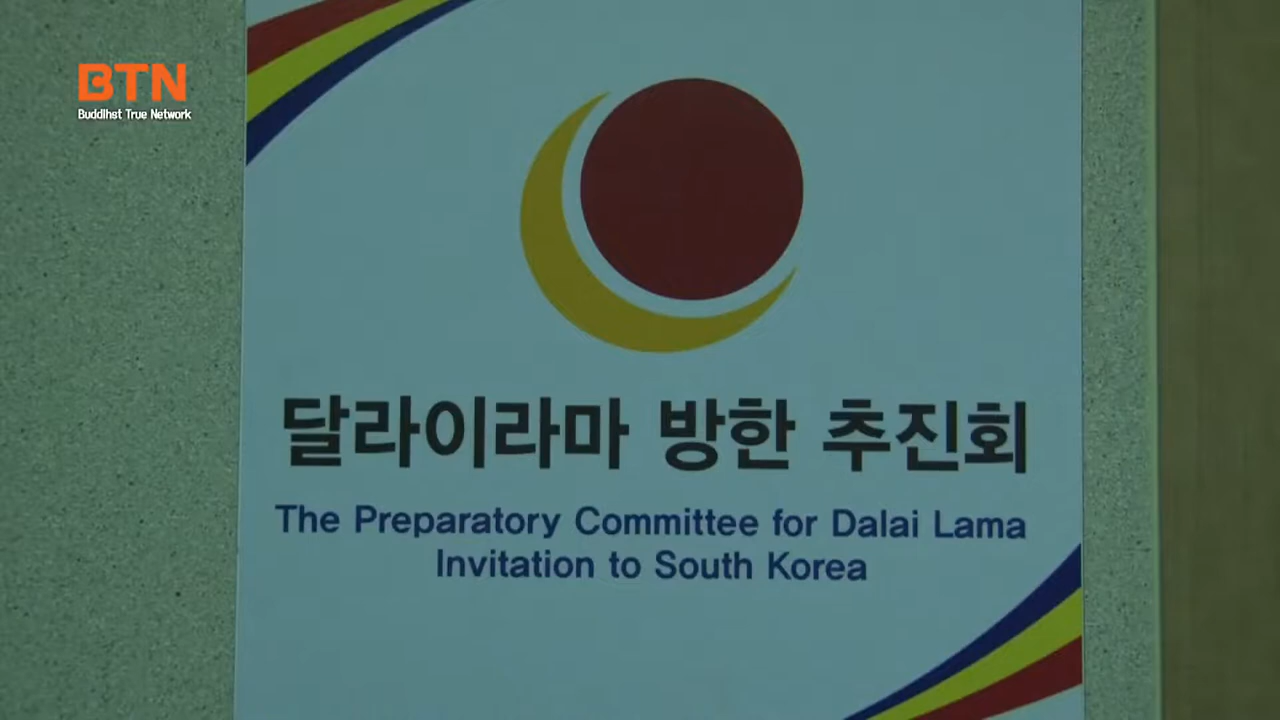 BTN
Buddihst True Network
달라이라마 방한 추진회
The Preparatory Committee for Dalai Lama
Invitation to South Korea